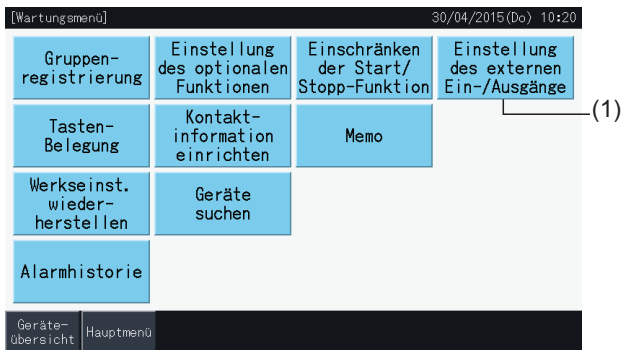 [Wartungsmenü]
30/04/2015(Do) 10:20
Gruppen-
registrierung
Einstellung
des optionalen
Funktionen
Einschränken
der Start/
Stopp-Funktion
Einstellung
des externen
Ein-/Ausgänge
(1)
Tasten-
Belegung
Kontakt-
information
einrichten
Memo
Werkseinst.
wieder-
herstellen
Geräte
suchen
Alarmhistorie
Geräte-
übersicht
Hauptmenü